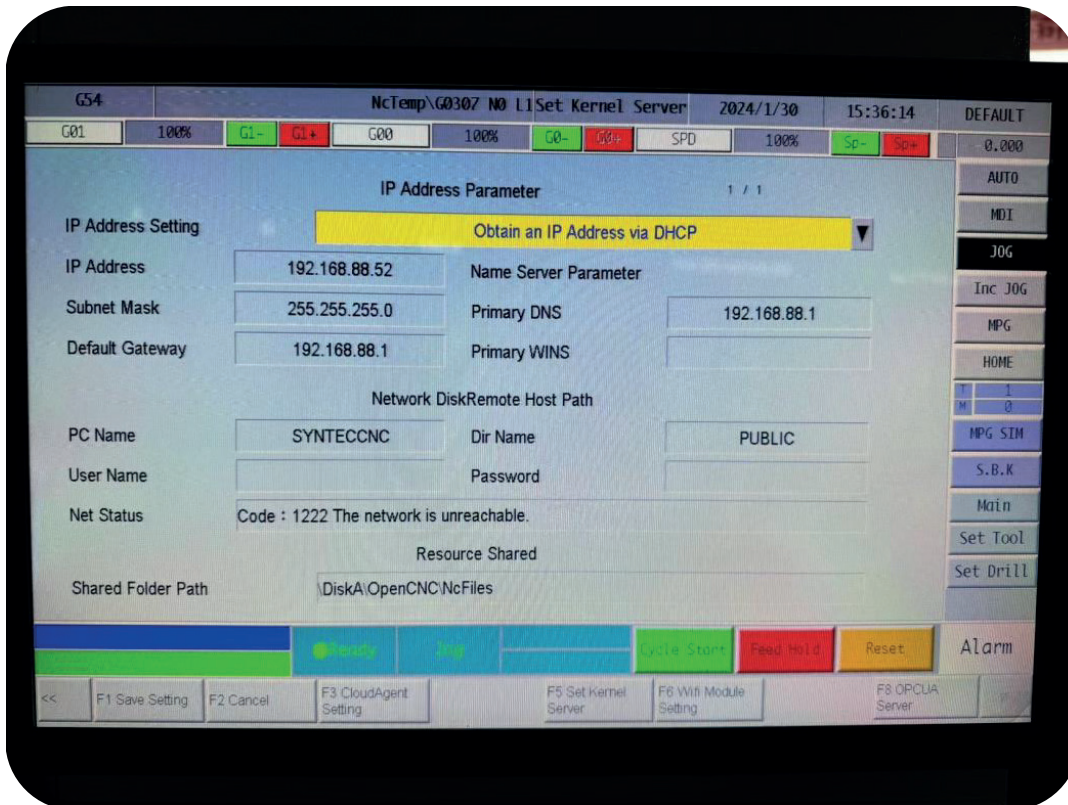 G54 NcTemp\G0307 N0 L1 Set Kernel Server 2024/1/30 15:36:14 DEFAULT
G01 100% G1- G1+ G00 100% G0- G0+ SPD 100% Sp- Sp+ 0.000
IP Address Parameter 1 / 1
AUTO
IP Address Setting Obtain an IP Address via DHCP
MDI
JOG
IP Address 192.168.88.52 Name Server Parameter
Inc JOG
Subnet Mask 255.255.255.0 Primary DNS 192.168.88.1
MPG
Default Gateway 192.168.88.1 Primary WINS
HOME
T 1
M 0
Network DiskRemote Host Path
PC Name SYNTECCNC Dir Name PUBLIC
MPG SIM
User Name Password
S.B.K
Net Status Code : 1222 The network is unreachable.
Main
Resource Shared
Set Tool
Shared Folder Path \DiskA\OpenCNC\NcFiles
Set Drill
Ready Cycle Start Feed Hold Reset Alarm
<< F1 Save Setting F2 Cancel F3 CloudAgent Setting F5 Set Kernel Server F6 Wifi Module Setting F8 OPCUA Server